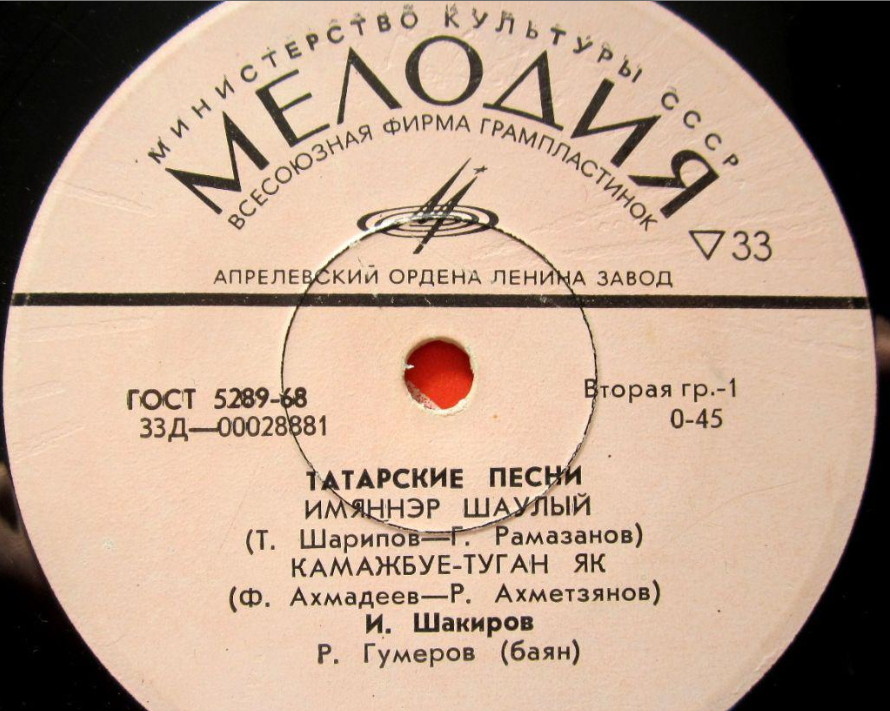 МИНИСТЕРСТВО КУЛЬТУРЫ СССР
МЕЛОДИЯ
ВСЕСОЮЗНАЯ ФИРМА ГРАМПЛАСТИНОК
▽33
АПРЕЛЕВСКИЙ ОРДЕНА ЛЕНИНА ЗАВОД
ГОСТ 5289-68
33Д—00028881
Вторая гр.-1
0-45
ТАТАРСКИЕ ПЕСНИ
ИМЯННЭР ШАУЛЫЙ
(Т. Шарипов—Г. Рамазанов)
КАМАЖБУЕ-ТУГАН ЯК
(Ф. Ахмадеев—Р. Ахметзянов)
И. Шакиров
Р. Гумеров (баян)